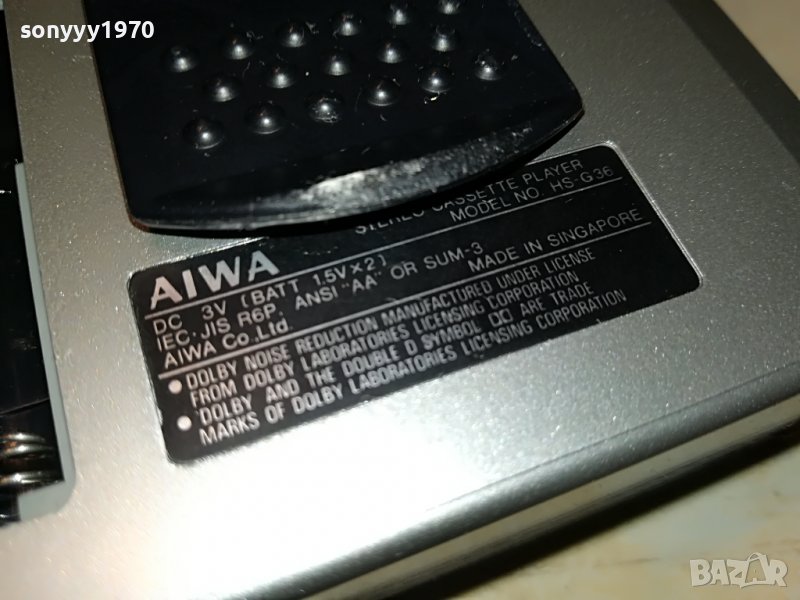 sonyyy1970
STEREO CASSETTE PLAYER
AIWA MODEL NO. HS-G36
DC 3V [BATT 1.5V×2]
IEC, JIS R6P, ANSI "AA" OR SUM-3
AIWA Co., Ltd. MADE IN SINGAPORE
• DOLBY NOISE REDUCTION MANUFACTURED UNDER LICENSE
FROM DOLBY LABORATORIES LICENSING CORPORATION
• DOLBY AND THE DOUBLE D SYMBOL DD ARE TRADE
MARKS OF DOLBY LABORATORIES LICENSING CORPORATION
BAZAR